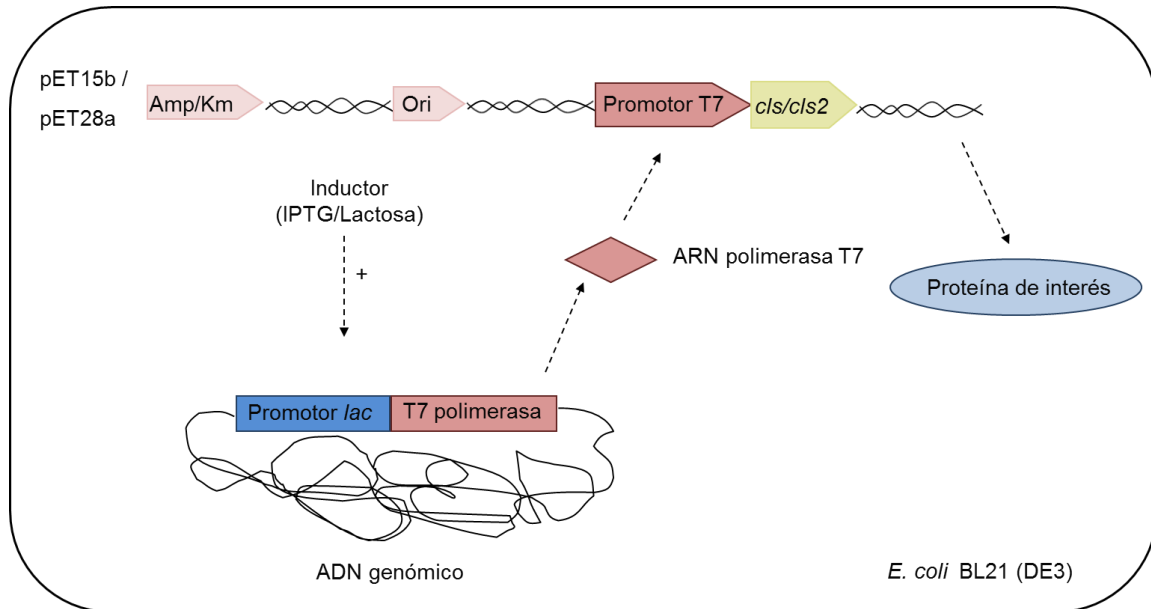 pET15b /
pET28a
Amp/Km
Ori
Promotor T7
cls/cls2
Inductor
(IPTG/Lactosa)
+
ARN polimerasa T7
Proteína de interés
Promotor lac
T7 polimerasa
ADN genómico
E. coli BL21 (DE3)